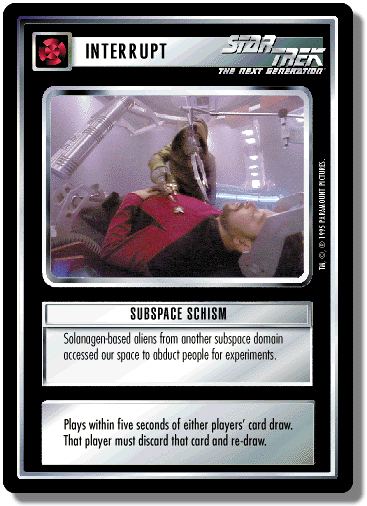 INTERRUPT
STAR TREK
THE NEXT GENERATION
TM, ©, ® 1995 PARAMOUNT PICTURES.
SUBSPACE SCHISM
Solanagen-based aliens from another subspace domain
accessed our space to abduct people for experiments.
Plays within five seconds of either players' card draw.
That player must discard that card and re-draw.